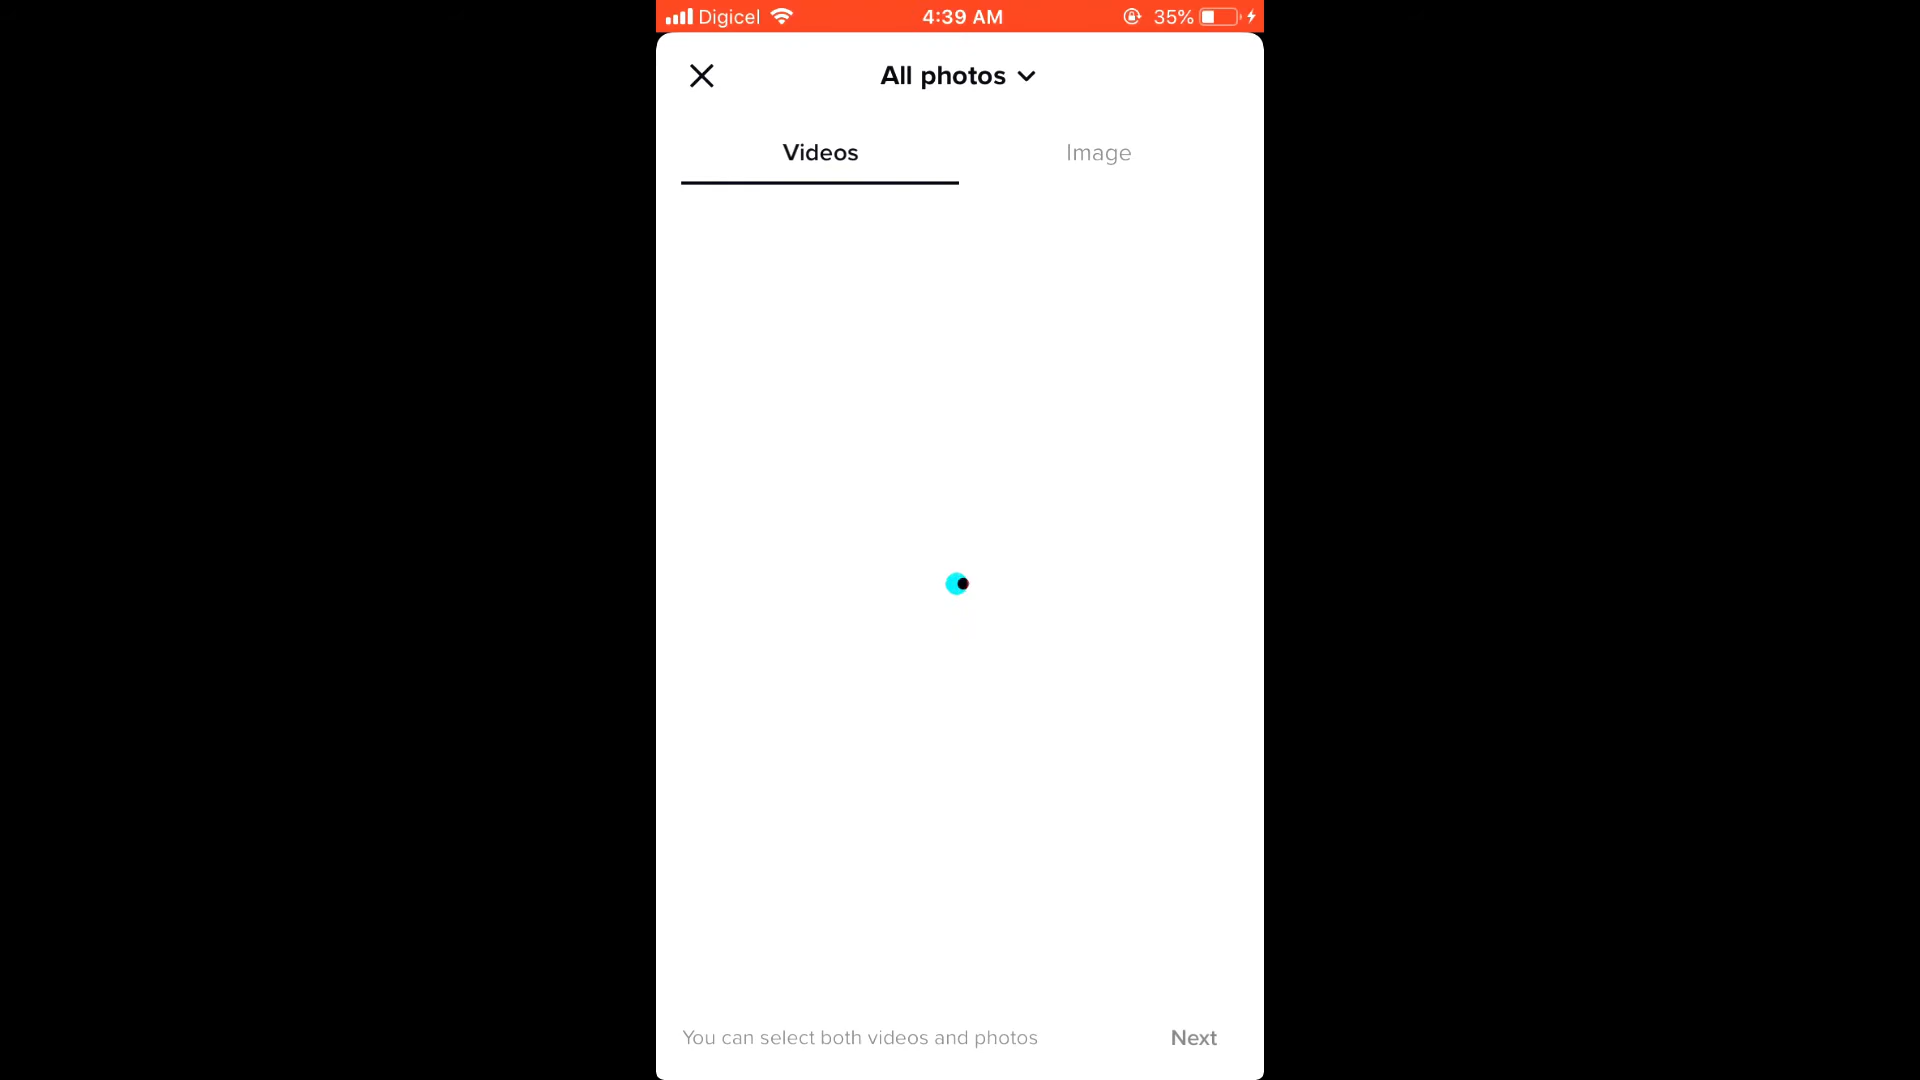 Digicel 4:39 AM 35%
All photos
Videos Image
You can select both videos and photos Next